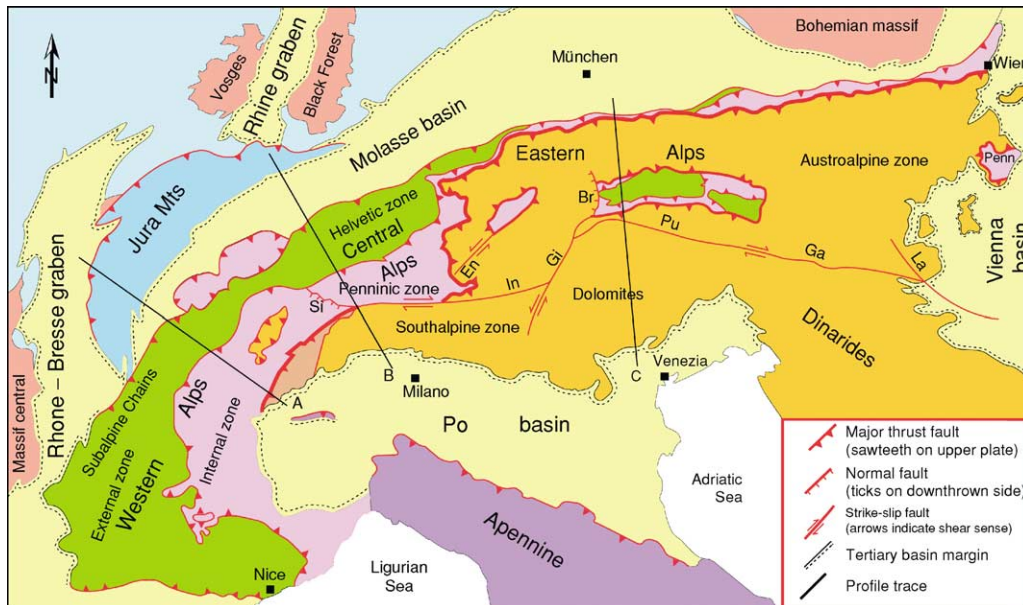 N
Vosges
Rhine graben
Black Forest
München
Bohemian massif
Wien
Molasse basin
Jura Mts
Rhone – Bresse graben
Massif central
Eastern Alps
Austroalpine zone
Penn
Vienna basin
Helvetic zone
Central
Alps
Penninic zone
Br
Pu
Ga
La
En
In
Gi
Si
Dolomites
Southalpine zone
Dinarides
A
B
C
Milano
Venezia
Po basin
Subalpine Chains
External zone
Western
Alps
Internal zone
Nice
Ligurian
Sea
Apennine
Adriatic
Sea
Major thrust fault
(sawteeth on upper plate)
Normal fault
(ticks on downthrown side)
Strike-slip fault
(arrows indicate shear sense)
Tertiary basin margin
Profile trace